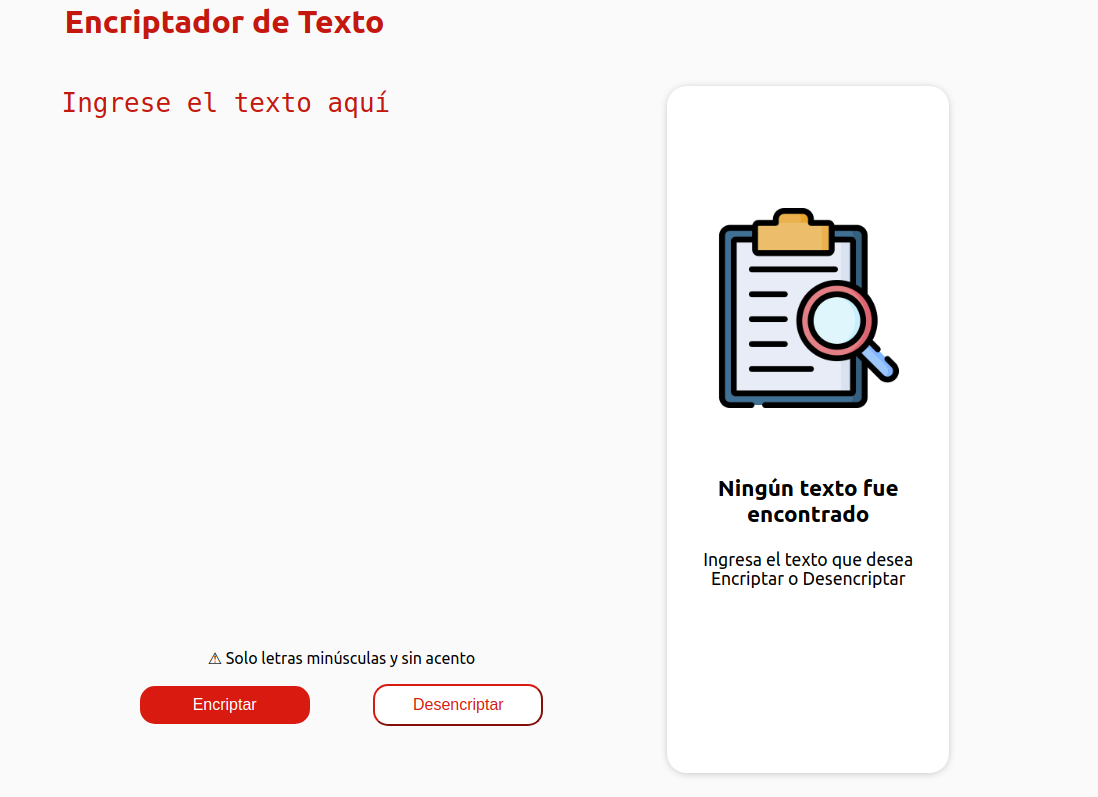 Encriptador de Texto
Ingrese el texto aquí
⚠ Solo letras minúsculas y sin acento
Encriptar
Desencriptar
Ningún texto fue
encontrado
Ingresa el texto que desea
Encriptar o Desencriptar